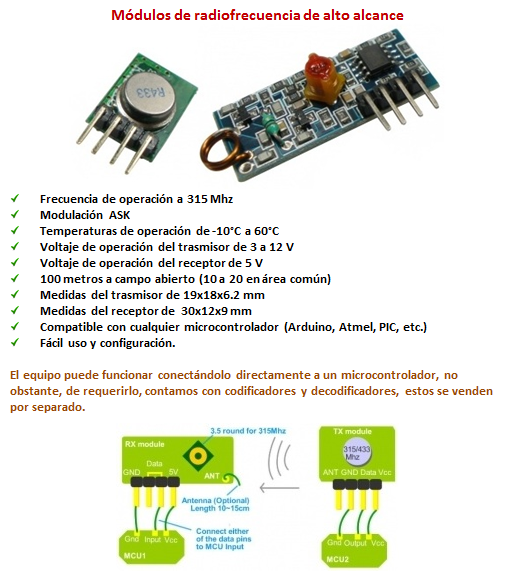 Módulos de radiofrecuencia de alto alcance
R433
✓ Frecuencia de operación a 315 Mhz
✓ Modulación ASK
✓ Temperaturas de operación de -10°C a 60°C
✓ Voltaje de operación del trasmisor de 3 a 12 V
✓ Voltaje de operación del receptor de 5 V
✓ 100 metros a campo abierto (10 a 20 en área común)
✓ Medidas del trasmisor de 19x18x6.2 mm
✓ Medidas del receptor de 30x12x9 mm
✓ Compatible con cualquier microcontrolador (Arduino, Atmel, PIC, etc.)
✓ Fácil uso y configuración.
El equipo puede funcionar conectándolo directamente a un microcontrolador, no
obstante, de requerirlo, contamos con codificadores y decodificadores, estos se venden
por separado.
3.5 round for 315Mhz
RX module
Data
GND
5V
ANT
Antenna (Optional)
Length 10~15cm
Connect either
of the data pins
to MCU Input
Gnd Input Vcc
MCU1
TX module
315/433
Mhz
ANT GND Data Vcc
Gnd Output Vcc
MCU2